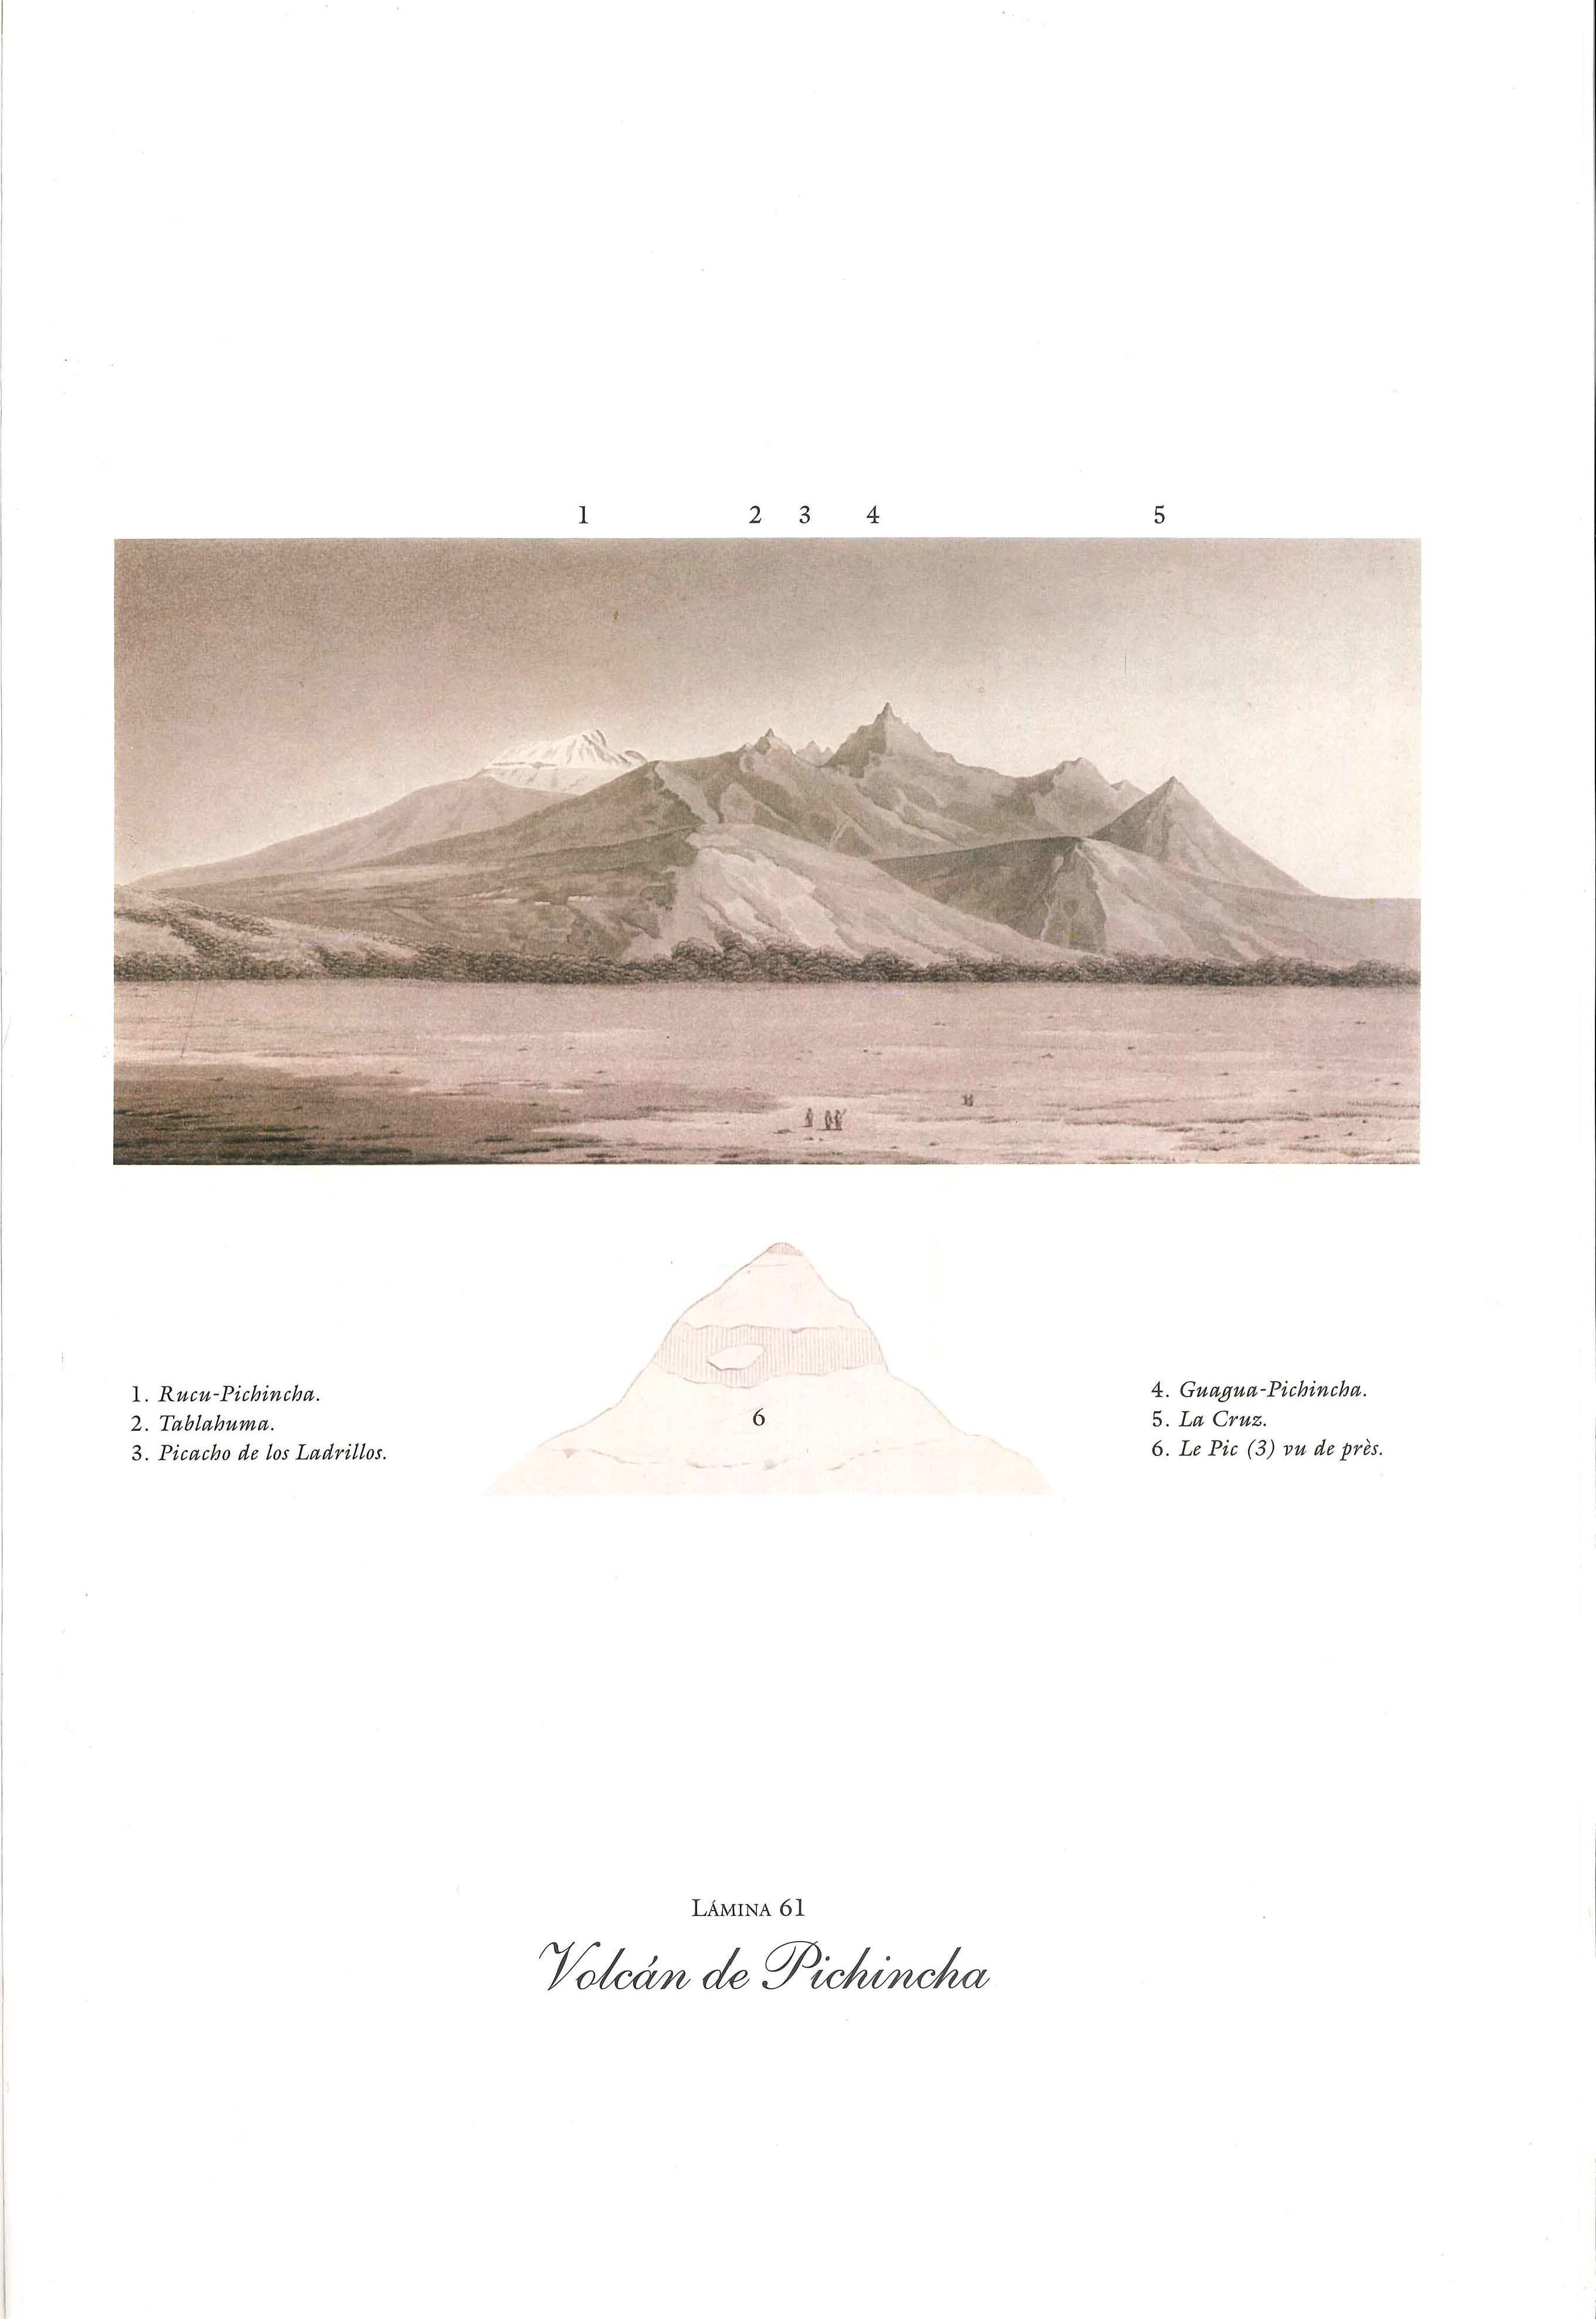 1 2 3 4 5
1. Rucu-Pichincha.
2. Tablahuma.
3. Picacho de los Ladrillos.
6
4. Guagua-Pichincha.
5. La Cruz.
6. Le Pic (3) vu de près.
LÁMINA 61
Volcán de Pichincha